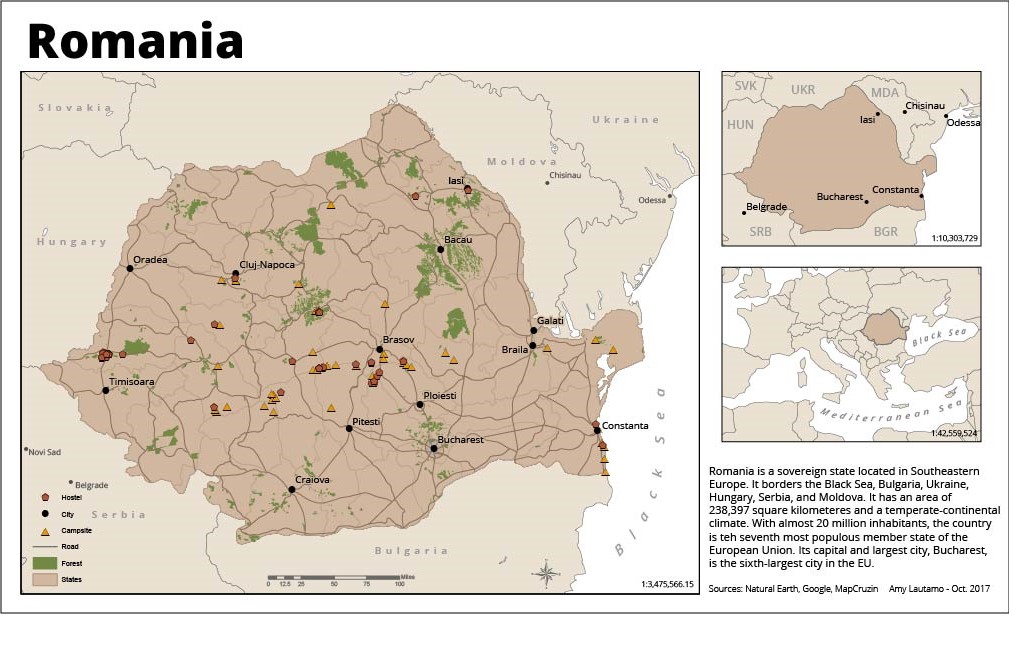 Romania
Slovakia
Ukraine
Moldova
Chisinau
Odessa
Hungary
Iasi
Bacau
Oradea
Cluj-Napoca
Galati
Braila
Brasov
Timisoara
Ploiesti
Pitesti
Bucharest
Constanta
Novi Sad
Belgrade
Craiova
Serbia
Bulgaria
Black Sea
Hostel
City
Campsite
Road
Forest
States
0 12.5 25 50 75 100 Miles
1:3,475,566.15
SVK
UKR
MDA
HUN
Chisinau
Iasi
Odessa
Bucharest
Constanta
Belgrade
SRB
BGR
1:10,303,729
Black Sea
Mediterranean Sea
1:42,559,524
Romania is a sovereign state located in Southeastern
Europe. It borders the Black Sea, Bulgaria, Ukraine,
Hungary, Serbia, and Moldova. It has an area of
238,397 square kilometeres and a temperate-continental
climate. With almost 20 million inhabitants, the country
is teh seventh most populous member state of the
European Union. Its capital and largest city, Bucharest,
is the sixth-largest city in the EU.
Sources: Natural Earth, Google, MapCruzin Amy Lautamo - Oct. 2017